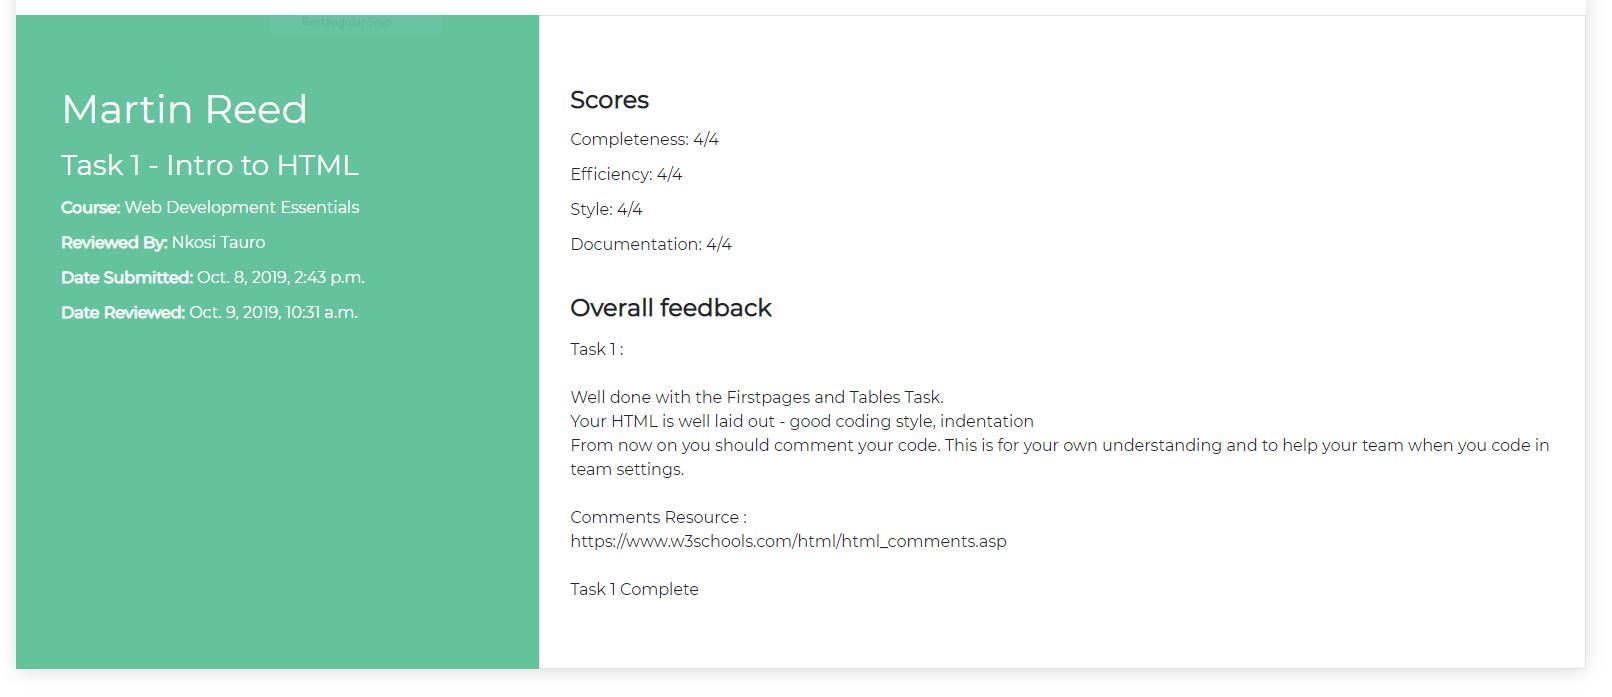 Rectangular Snip
Martin Reed
Task 1 - Intro to HTML
Course: Web Development Essentials
Reviewed By: Nkosi Tauro
Date Submitted: Oct. 8, 2019, 2:43 p.m.
Date Reviewed: Oct. 9, 2019, 10:31 a.m.
Scores
Completeness: 4/4
Efficiency: 4/4
Style: 4/4
Documentation: 4/4
Overall feedback
Task 1 :
Well done with the Firstpages and Tables Task.
Your HTML is well laid out - good coding style, indentation
From now on you should comment your code. This is for your own understanding and to help your team when you code in
team settings.
Comments Resource :
https://www.w3schools.com/html/html_comments.asp
Task 1 Complete